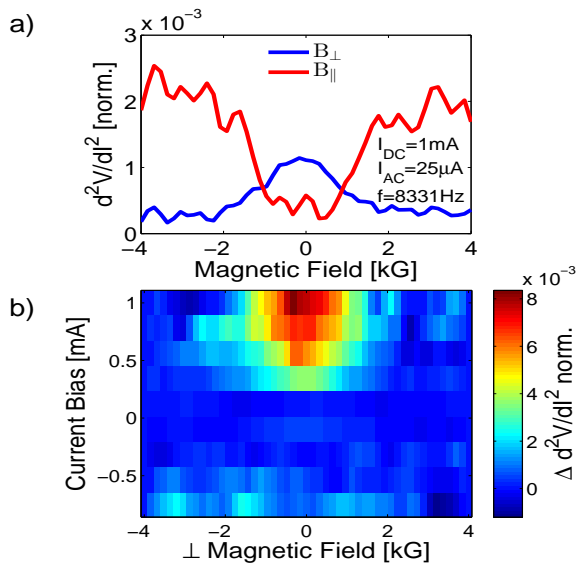 a)
x 10⁻³
3
2
1
0
d²V/dI² [norm.]
B⊥
B∥
I_DC=1mA
I_AC=25μA
f=8331Hz
−4 −2 0 2 4
Magnetic Field [kG]
b)
1
0.5
0
−0.5
Current Bias [mA]
−4 −2 0 2 4
⊥ Magnetic Field [kG]
x 10⁻³
8
6
4
2
0
Δ d²V/dI² norm.